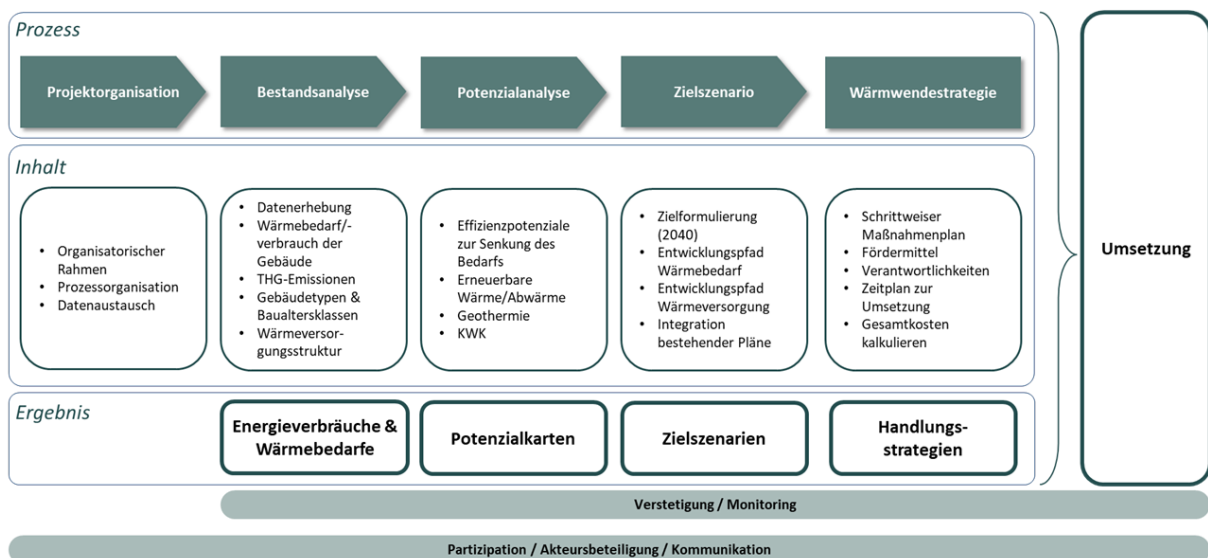 Prozess
Projektorganisation
Bestandsanalyse
Potenzialanalyse
Zielszenario
Wärmwendestrategie
Inhalt
• Organisatorischer
Rahmen
• Prozessorganisation
• Datenaustausch
• Datenerhebung
• Wärmebedarf/-
verbrauch der
Gebäude
• THG-Emissionen
• Gebäudetypen &
Baualtersklassen
• Wärmeversor-
gungsstruktur
• Effizienzpotenziale
zur Senkung des
Bedarfs
• Erneuerbare
Wärme/Abwärme
• Geothermie
• KWK
• Zielformulierung
(2040)
• Entwicklungspfad
Wärmebedarf
• Entwicklungspfad
Wärmeversorgung
• Integration
bestehender Pläne
• Schrittweiser
Maßnahmenplan
• Fördermittel
• Verantwortlichkeiten
• Zeitplan zur
Umsetzung
• Gesamtkosten
kalkulieren
Ergebnis
Energieverbräuche &
Wärmebedarfe
Potenzialkarten
Zielszenarien
Handlungs-
strategien
Umsetzung
Verstetigung / Monitoring
Partizipation / Akteursbeteiligung / Kommunikation